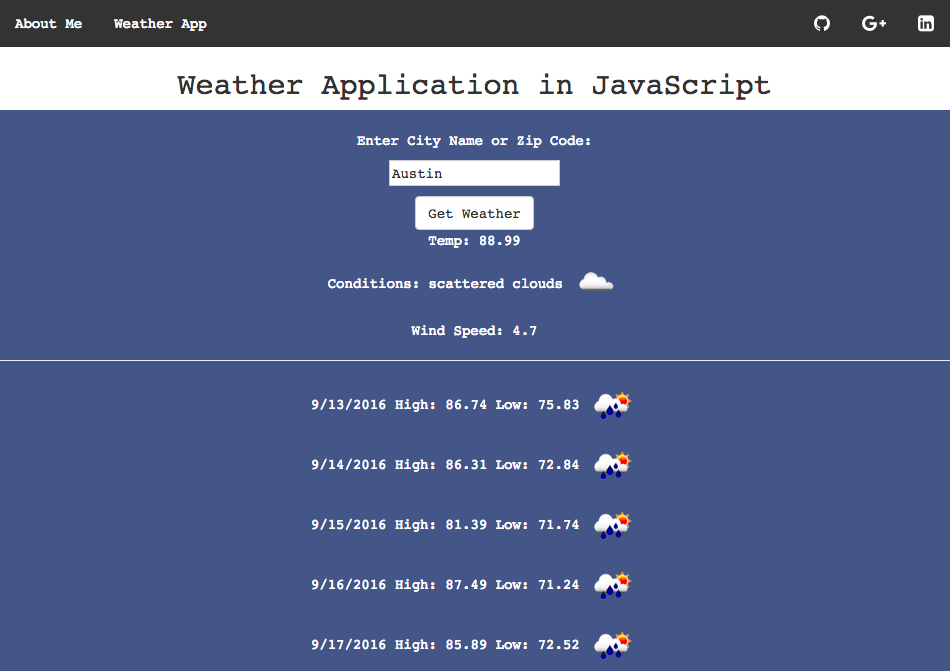 About Me Weather App G+ in
Weather Application in JavaScript
Enter City Name or Zip Code:
Austin
Get Weather
Temp: 88.99
Conditions: scattered clouds
Wind Speed: 4.7
9/13/2016 High: 86.74 Low: 75.83
9/14/2016 High: 86.31 Low: 72.84
9/15/2016 High: 81.39 Low: 71.74
9/16/2016 High: 87.49 Low: 71.24
9/17/2016 High: 85.89 Low: 72.52